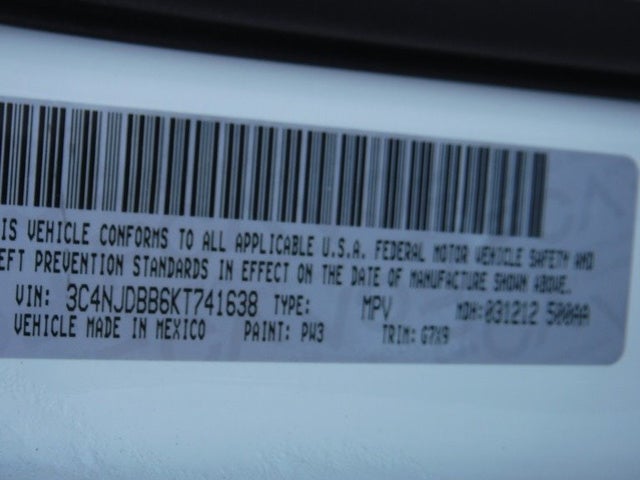 IS VEHICLE CONFORMS TO ALL APPLICABLE U.S.A. FEDERAL MOTOR VEHICLE SAFETY AND
EFT PREVENTION STANDARDS IN EFFECT ON THE DATE OF MANUFACTURE SHOWN ABOVE.
VIN: 3C4NJDBB6KT741638 TYPE: MPV MDH:031212 500AA
VEHICLE MADE IN MEXICO PAINT: PW3 TRIM: G7X9